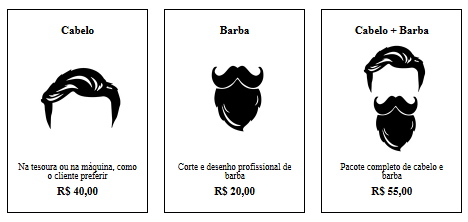 Cabelo
Na tesoura ou na máquina, como
o cliente preferir
R$ 40,00
Barba
Corte e desenho profissional de
barba
R$ 20,00
Cabelo + Barba
Pacote completo de cabelo e
barba
R$ 55,00